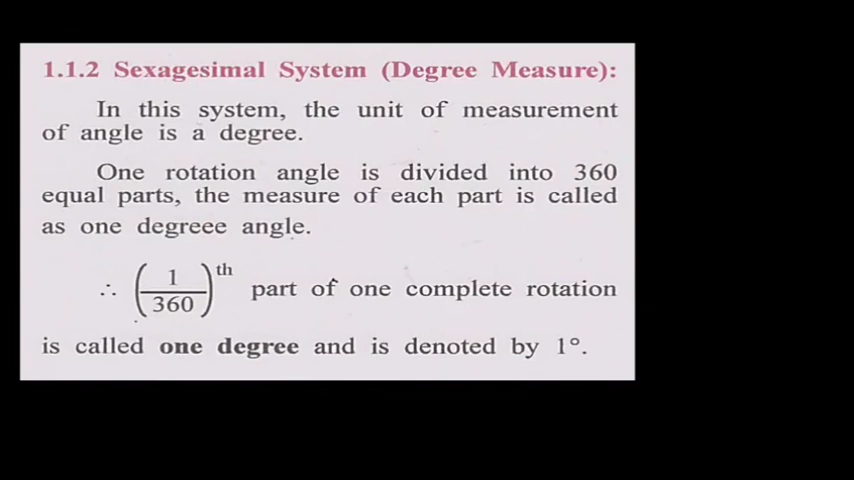 1.1.2 Sexagesimal System (Degree Measure):
In this system, the unit of measurement
of angle is a degree.
One rotation angle is divided into 360
equal parts, the measure of each part is called
as one degreee angle.
∴ (1/360)th part of one complete rotation
is called one degree and is denoted by 1°.